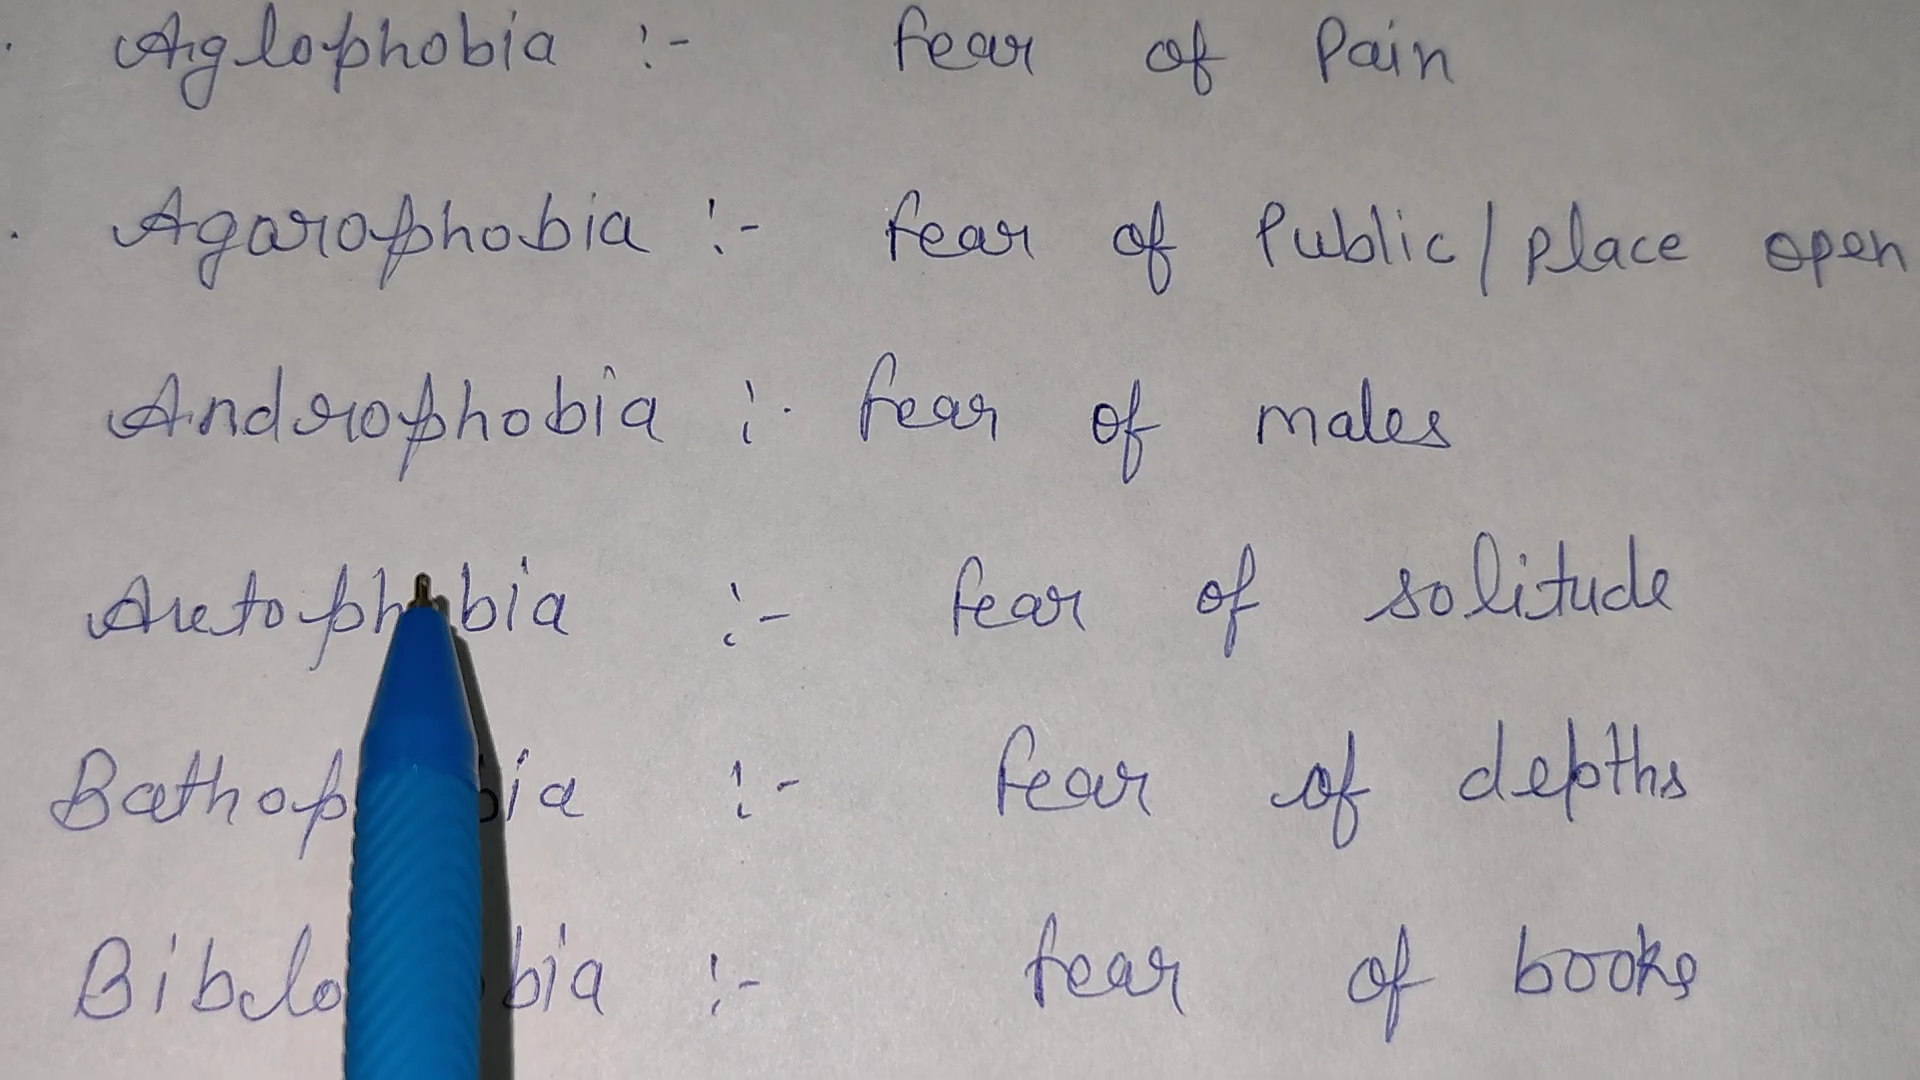 Aglophobia :- fear of Pain
Agarophobia :- fear of Public/place open
Androphobia :- fear of males
Autophobia :- fear of solitude
:- fear of depths
:- fear of books